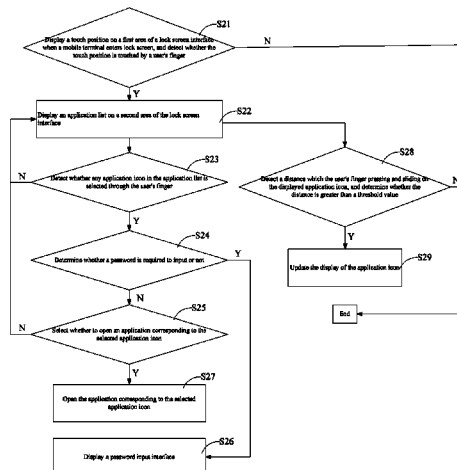 S21
Display a touch position on a first area of a lock screen interface
when a mobile terminal enters lock screen, and detect whether the
touch position is touched by a user's finger
N
Y
S22
Display an application list on a second area of the lock screen
interface
S23
Detect whether any application icon in the application list is
selected through the user's finger
N
Y
S28
Detect a distance which the user's finger pressing and sliding on
the displayed application icon, and determine whether the
distance is greater than a threshold value
N
Y
S24
Determine whether a password is required to input or not
Y
N
S29
Update the display of the application icon
S25
Select whether to open an application corresponding to the
selected application icon
N
Y
End
S27
Open the application corresponding to the selected
application icon
S26
Display a password input interface